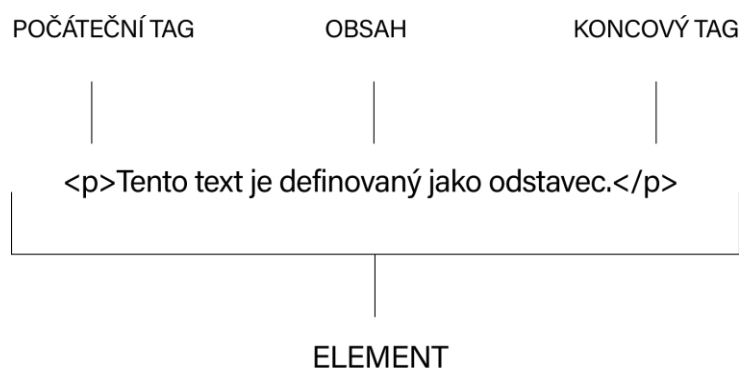 POČÁTEČNÍ TAG OBSAH KONCOVÝ TAG
<p>Tento text je definovaný jako odstavec.</p>
ELEMENT